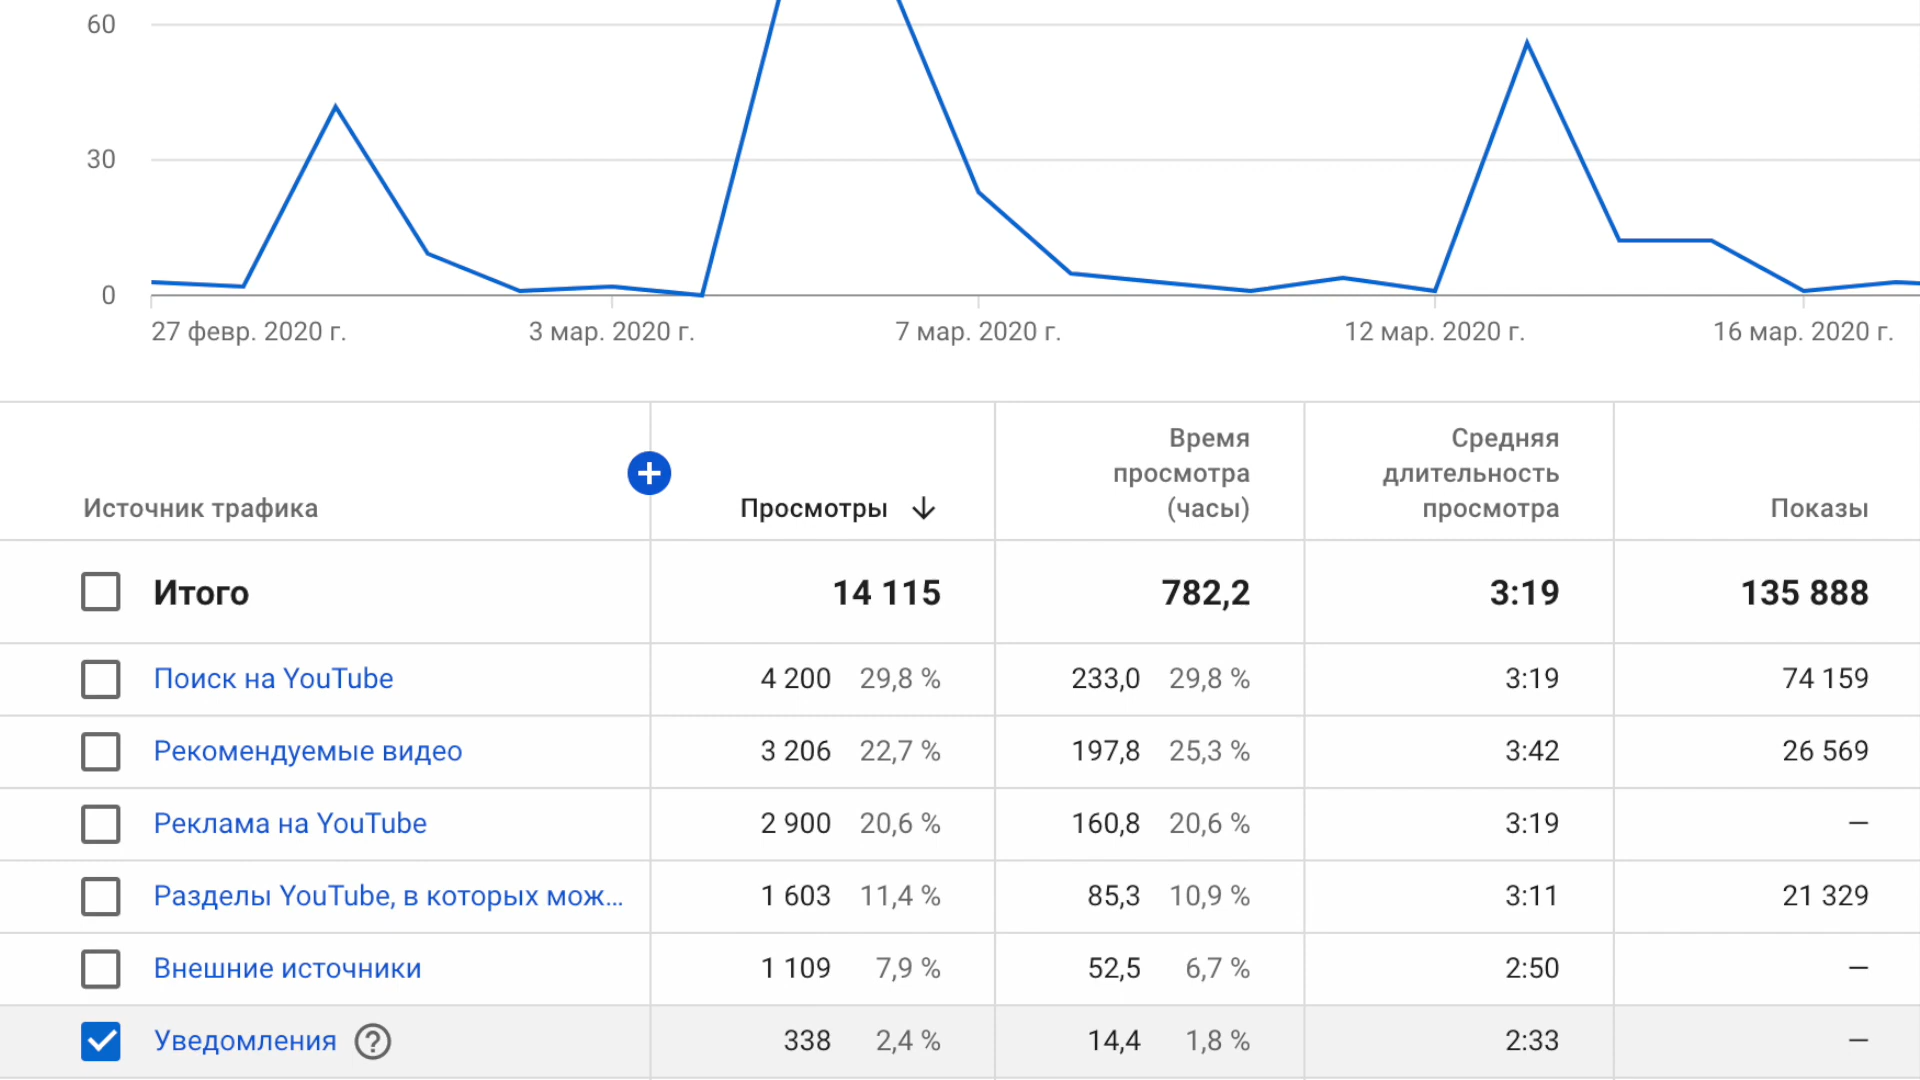 60
30
0
27 февр. 2020 г.
3 мар. 2020 г.
7 мар. 2020 г.
12 мар. 2020 г.
16 мар. 2020 г.
Источник трафика
Просмотры
Время
просмотра
(часы)
Средняя
длительность
просмотра
Показы
Итого 14 115 782,2 3:19 135 888
Поиск на YouTube 4 200 29,8 % 233,0 29,8 % 3:19 74 159
Рекомендуемые видео 3 206 22,7 % 197,8 25,3 % 3:42 26 569
Реклама на YouTube 2 900 20,6 % 160,8 20,6 % 3:19 —
Разделы YouTube, в которых мож... 1 603 11,4 % 85,3 10,9 % 3:11 21 329
Внешние источники 1 109 7,9 % 52,5 6,7 % 2:50 —
Уведомления ? 338 2,4 % 14,4 1,8 % 2:33 —